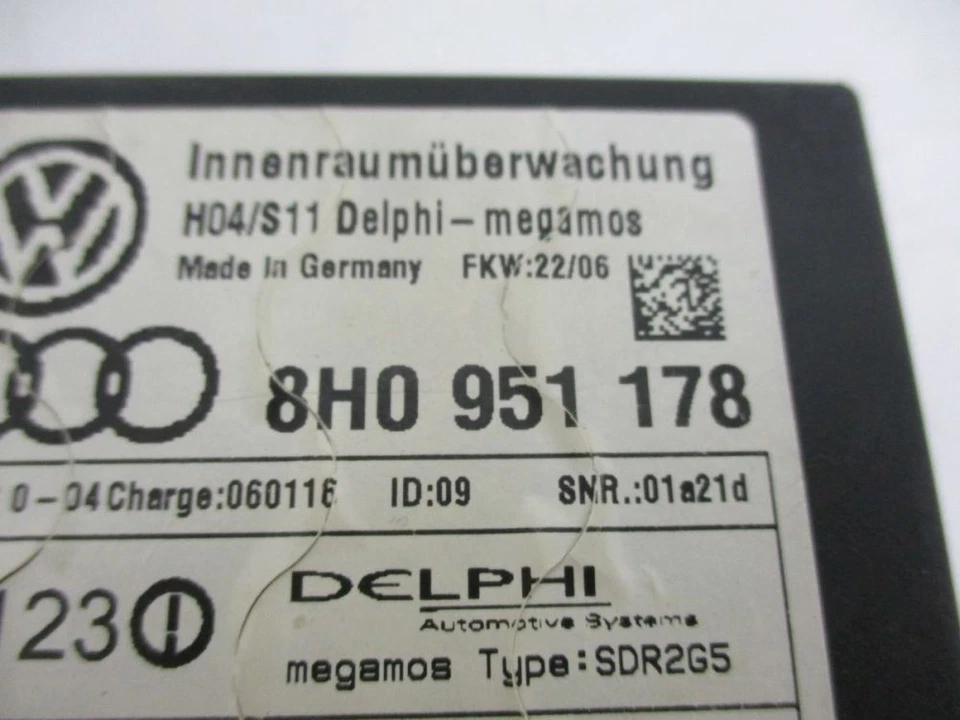 Innenraumüberwachung
H04/S11 Delphi-megamos
Made in Germany FKW:22/06
8H0 951 178
0-04 Charge:060116 ID:09 SNR.:01a21d
123
DELPHI
Automotive Systems
megamos Type:SDR2G5